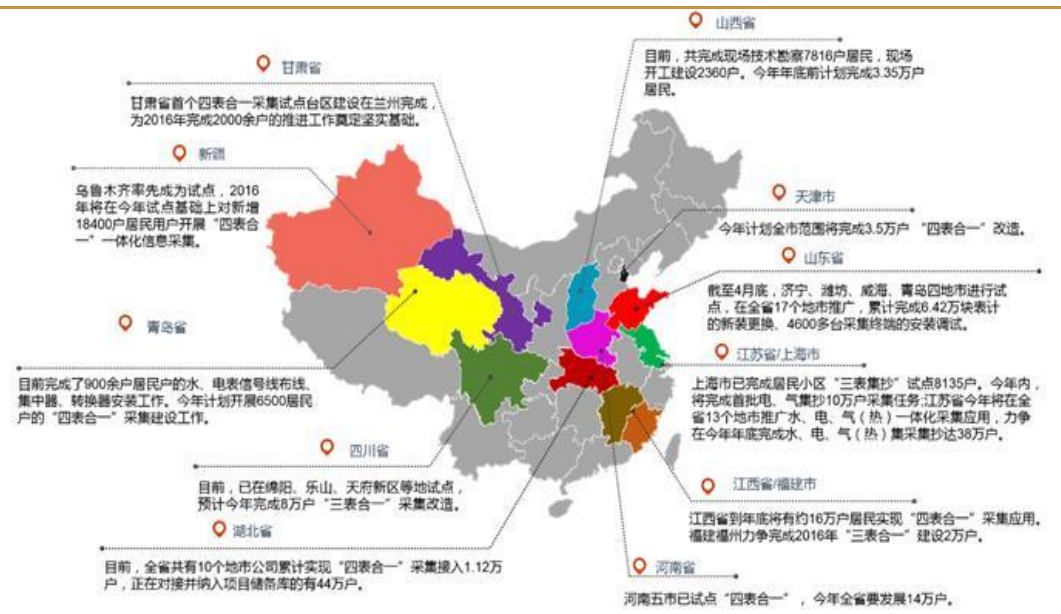 山西省
目前，共完成现场技术勘察7816户居民，现场
开工建设2360户。今年年底前计划完成3.35万户
居民。
甘肃省
甘肃省首个四表合一采集试点台区建设在兰州完成，
为2016年完成2000余户的推进工作奠定坚实基础。
新疆
乌鲁木齐率先成为试点，2016
年将在今年试点基础上对新增
18400户居民用户开展“四表合
一”一体化信息采集。
天津市
今年计划全市范围将完成3.5万户 “四表合一”改造。
山东省
截至4月底，济宁、潍坊、威海、青岛四地市进行试
点，在全省17个地市推广，累计完成6.42万块表计
的新装更换、4600多台采集终端的安装调试。
青岛省
目前完成了900余户居民户的水、电表信号线布线、
集中器、转换器安装工作。今年计划开展6500居民
户的“四表合一”采集建设工作。
江苏省/上海市
上海市已完成居民小区“三表集抄”试点8135户。今年内，
将完成首批电、气集抄10万户采集任务;江苏省今年将在全
省13个地市推广水、电、气（热）一体化采集应用，力争
在今年年底完成水、电、气（热）集采集抄达38万户。
四川省
目前，已在绵阳、乐山、天府新区等地试点，
预计今年完成8万户“三表合一”采集改造。
江西省/福建市
江西省到年底将有约16万户居民实现“四表合一”采集应用。
福建福州力争完成2016年“三表合一”建设2万户。
湖北省
目前，全省共有10个地市公司累计实现“四表合一”采集接入1.12万
户，正在对接并纳入项目储备库的有44万户。
河南省
河南五市已试点“四表合一”，今年全省要发展14万户。